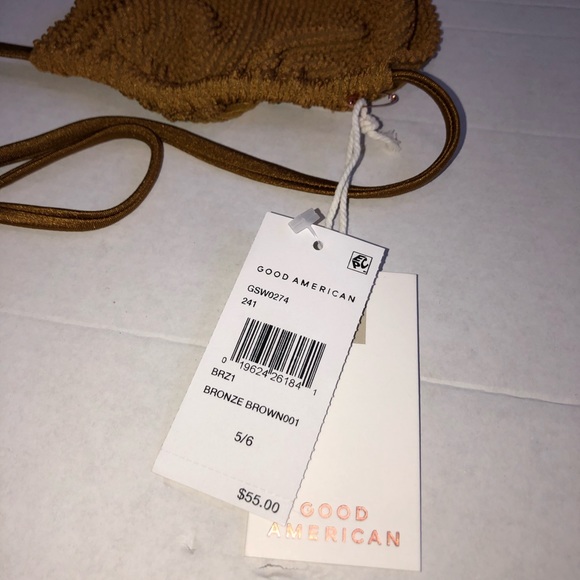 GOOD AMERICAN
GSW0274
241
0 19624 26184 1
BRZ1
BRONZE BROWN001
5/6
$55.00
GOOD
AMERICAN